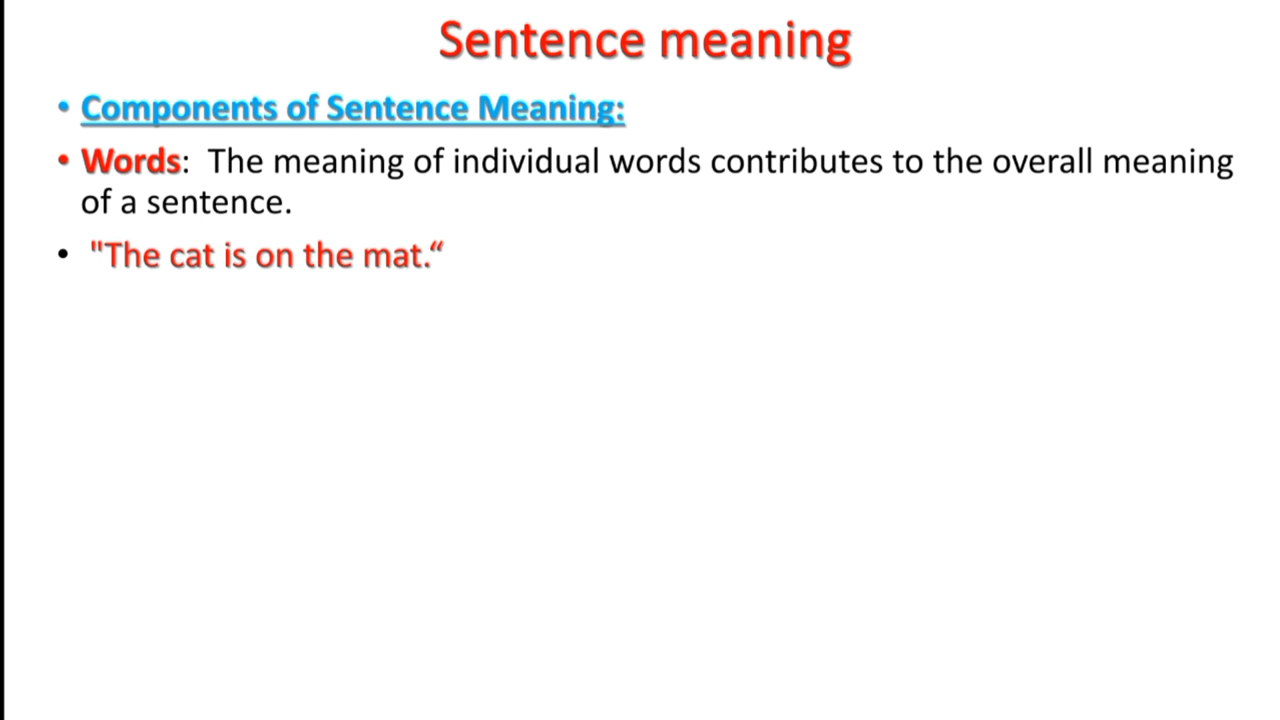 Sentence meaning
• Components of Sentence Meaning:
• Words:  The meaning of individual words contributes to the overall meaning
of a sentence.
• "The cat is on the mat.“